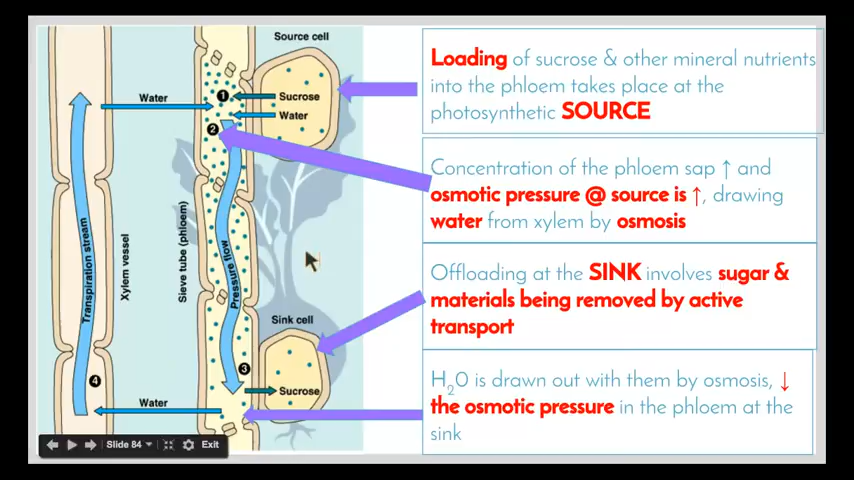 Source cell
Water
1
Sucrose
Water
2
Transpiration stream
Xylem vessel
Sieve tube (phloem)
Pressure flow
Sink cell
3
4
Sucrose
Water
Loading of sucrose & other mineral nutrients
into the phloem takes place at the
photosynthetic SOURCE
Concentration of the phloem sap ↑ and
osmotic pressure @ source is ↑, drawing
water from xylem by osmosis
Offloading at the SINK involves sugar &
materials being removed by active
transport
H₂0 is drawn out with them by osmosis, ↓
the osmotic pressure in the phloem at the
sink
Slide 84 Exit